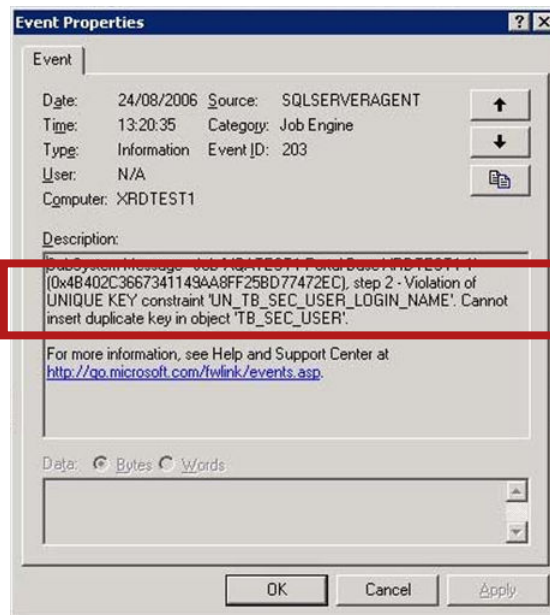 Event Properties
Event
Date: 24/08/2006 Source: SQLSERVERAGENT
Time: 13:20:35 Category: Job Engine
Type: Information Event ID: 203
User: N/A
Computer: XRDTEST1
Description:
(0x4B402C3667341149AA8FF25BD77472EC), step 2 - Violation of
UNIQUE KEY constraint 'UN_TB_SEC_USER_LOGIN_NAME'. Cannot
insert duplicate key in object 'TB_SEC_USER'.
For more information, see Help and Support Center at
http://go.microsoft.com/fwlink/events.asp.
Data: Bytes Words
OK Cancel Apply